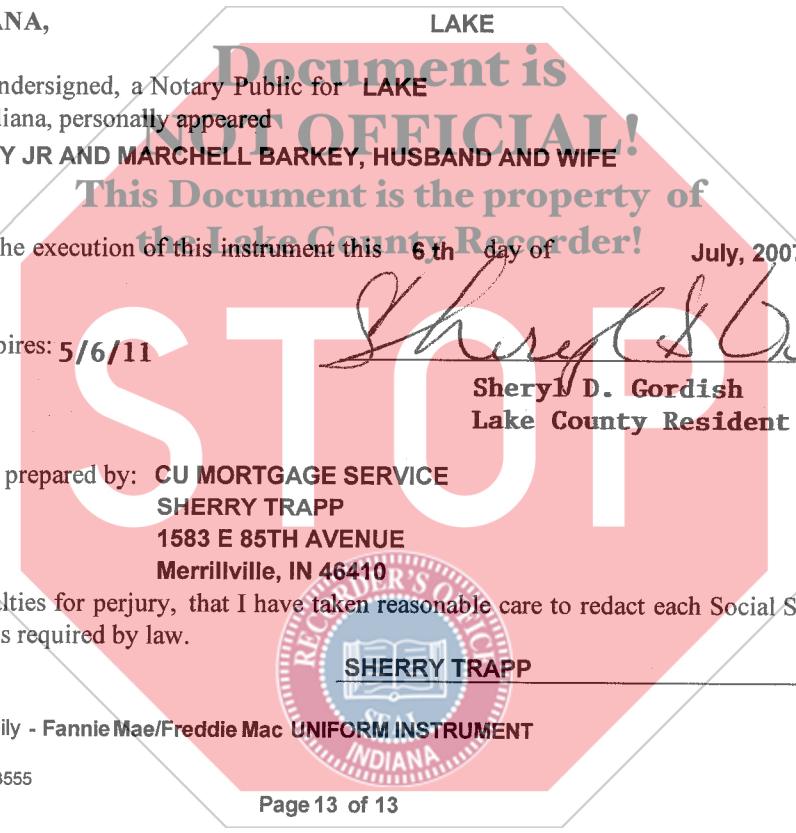 ANA,
LAKE
Document is
ndersigned, a Notary Public for LAKE
diana, personally appeared
NOT OFFICIAL!
Y JR AND MARCHELL BARKEY, HUSBAND AND WIFE
This Document is the property of
the Lake County Recorder!
he execution of this instrument this 6 th day of July, 2007
pires: 5/6/11
Sheryl D. Gordish
Lake County Resident
STOP
prepared by: CU MORTGAGE SERVICE
SHERRY TRAPP
1583 E 85TH AVENUE
Merrillville, IN 46410
RECORDER'S OFFICE
lties for perjury, that I have taken reasonable care to redact each Social S
s required by law.
SHERRY TRAPP
SEAL
ily - Fannie Mae/Freddie Mac UNIFORM INSTRUMENT
INDIANA
3555
Page 13 of 13